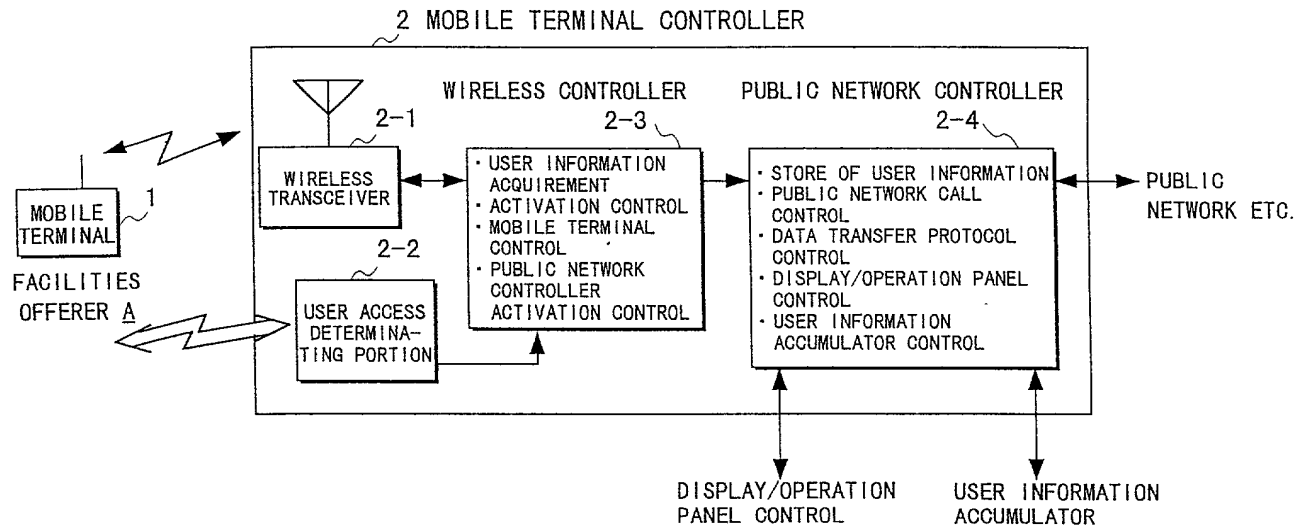 2 MOBILE TERMINAL CONTROLLER
WIRELESS CONTROLLER
PUBLIC NETWORK CONTROLLER
2-1
2-3
2-4
1
MOBILE
TERMINAL
FACILITIES
OFFERER A
WIRELESS
TRANSCEIVER
2-2
USER ACCESS
DETERMINA-
TING PORTION
・USER INFORMATION
ACQUIREMENT
・ACTIVATION CONTROL
・MOBILE TERMINAL
CONTROL
・PUBLIC NETWORK
CONTROLLER
ACTIVATION CONTROL
・STORE OF USER INFORMATION
・PUBLIC NETWORK CALL
CONTROL
・DATA TRANSFER PROTOCOL
CONTROL
・DISPLAY/OPERATION PANEL
CONTROL
・USER INFORMATION
ACCUMULATOR CONTROL
PUBLIC
NETWORK ETC.
DISPLAY/OPERATION
PANEL CONTROL
USER INFORMATION
ACCUMULATOR